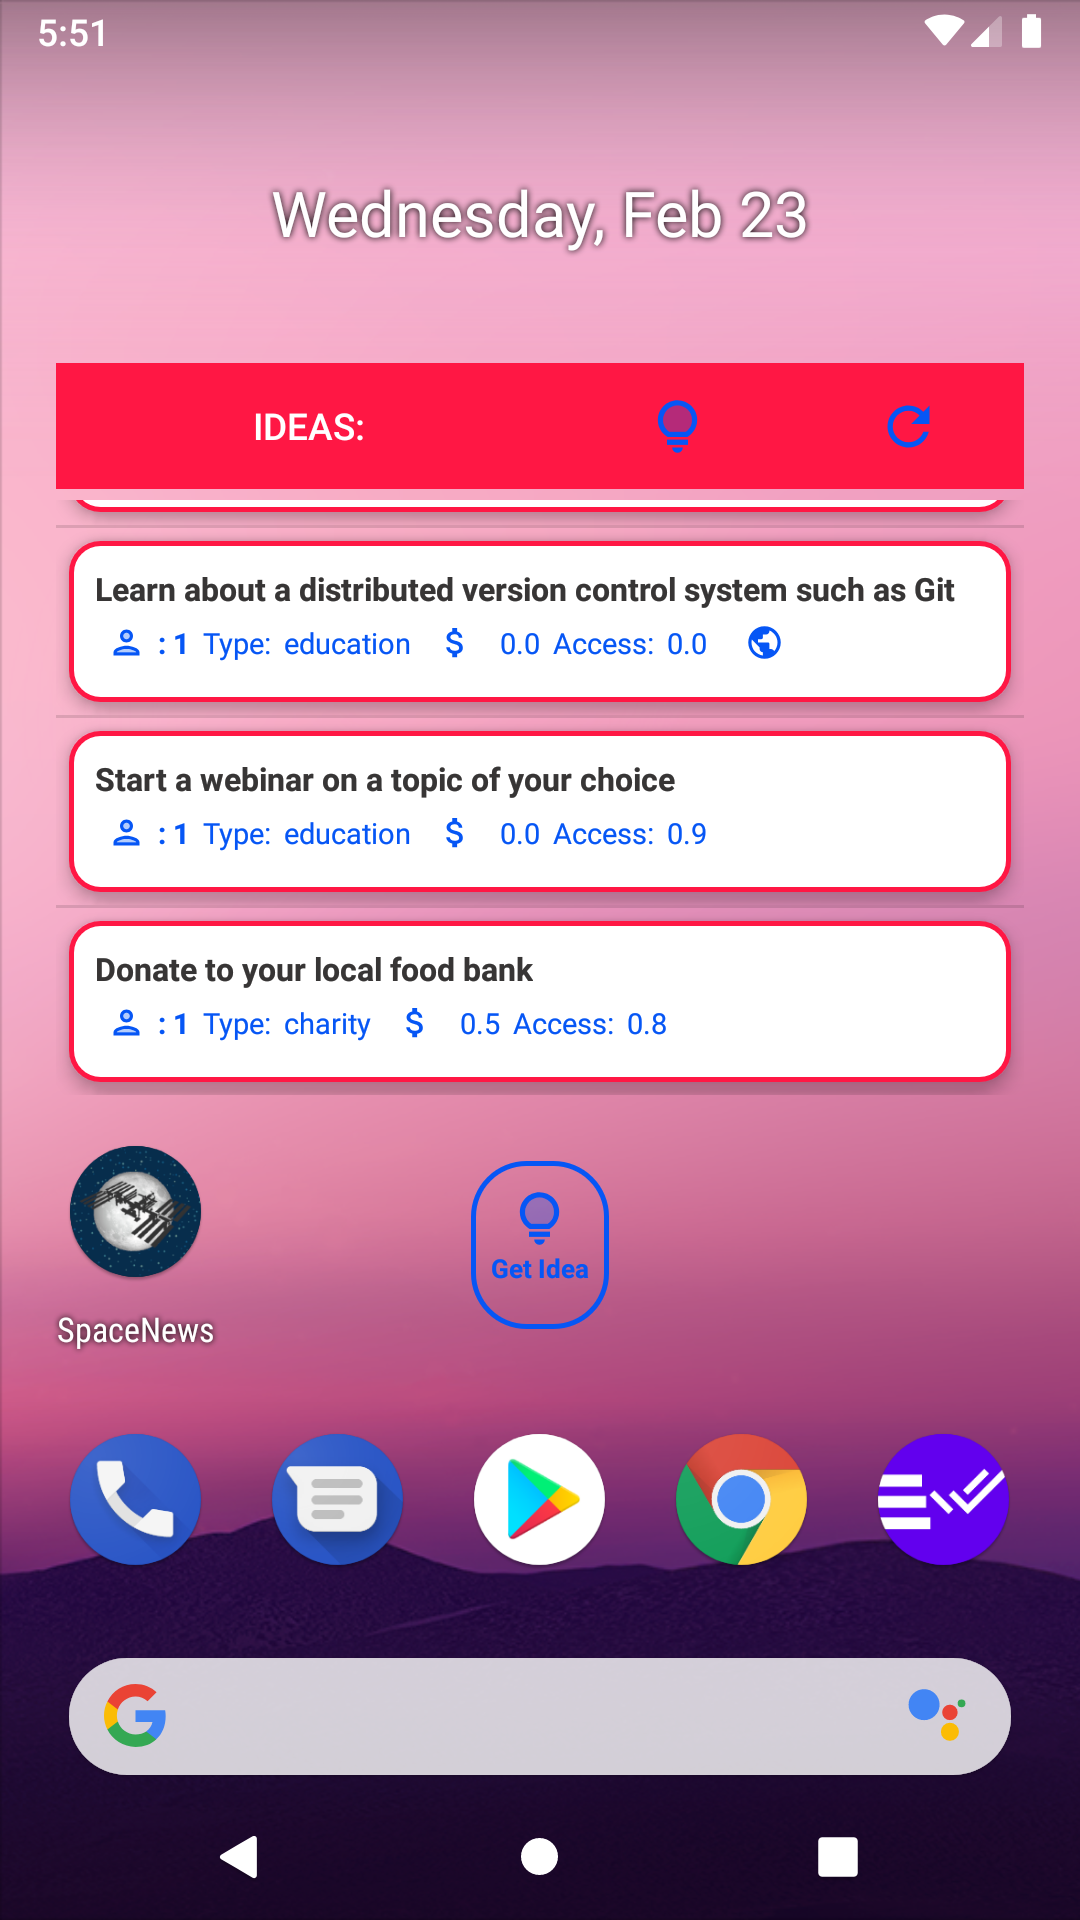 5:51
Wednesday, Feb 23
IDEAS:
Learn about a distributed version control system such as Git
: 1 Type: education $ 0.0 Access: 0.0
Start a webinar on a topic of your choice
: 1 Type: education $ 0.0 Access: 0.9
Donate to your local food bank
: 1 Type: charity $ 0.5 Access: 0.8
Get Idea
SpaceNews